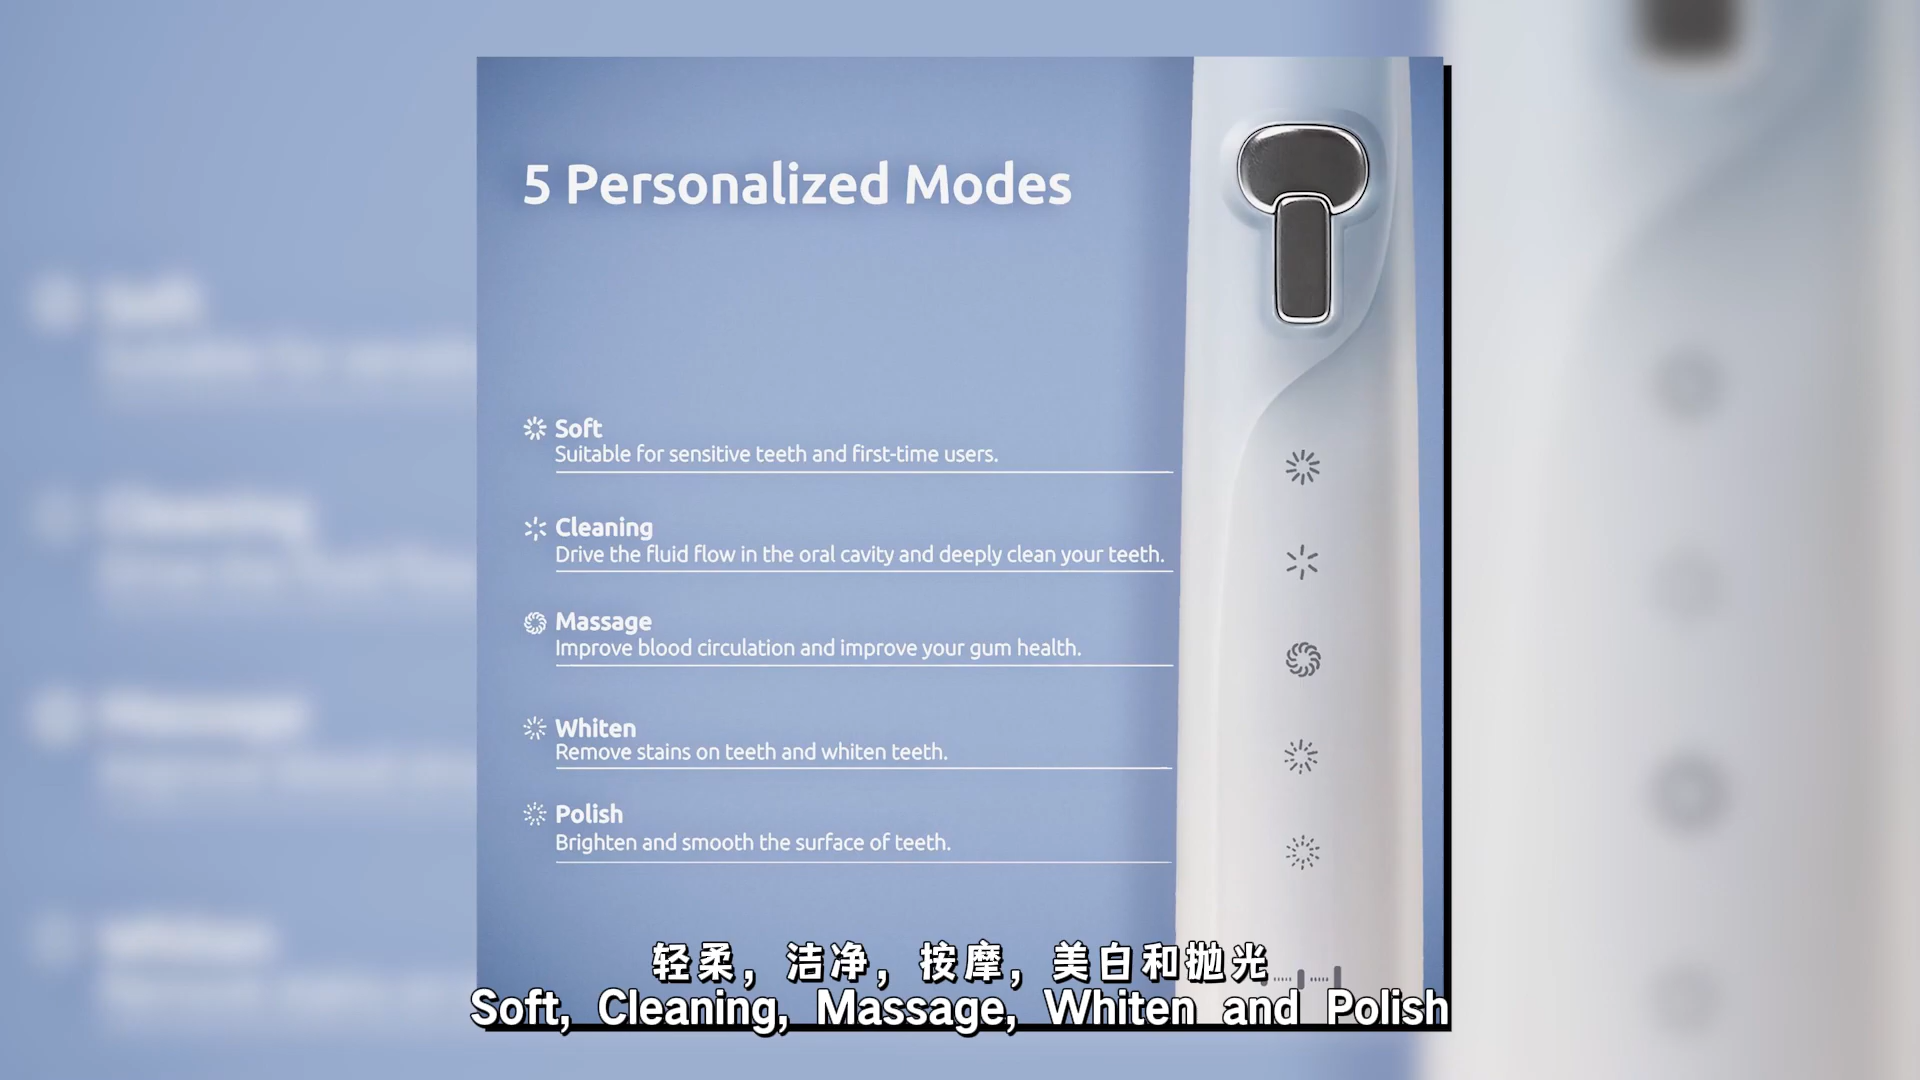 5 Personalized Modes
Soft
Suitable for sensitive teeth and first-time users.
Cleaning
Drive the fluid flow in the oral cavity and deeply clean your teeth.
Massage
Improve blood circulation and improve your gum health.
Whiten
Remove stains on teeth and whiten teeth.
Polish
Brighten and smooth the surface of teeth.
轻柔，洁净，按摩，美白和抛光
Soft, Cleaning, Massage, Whiten and Polish